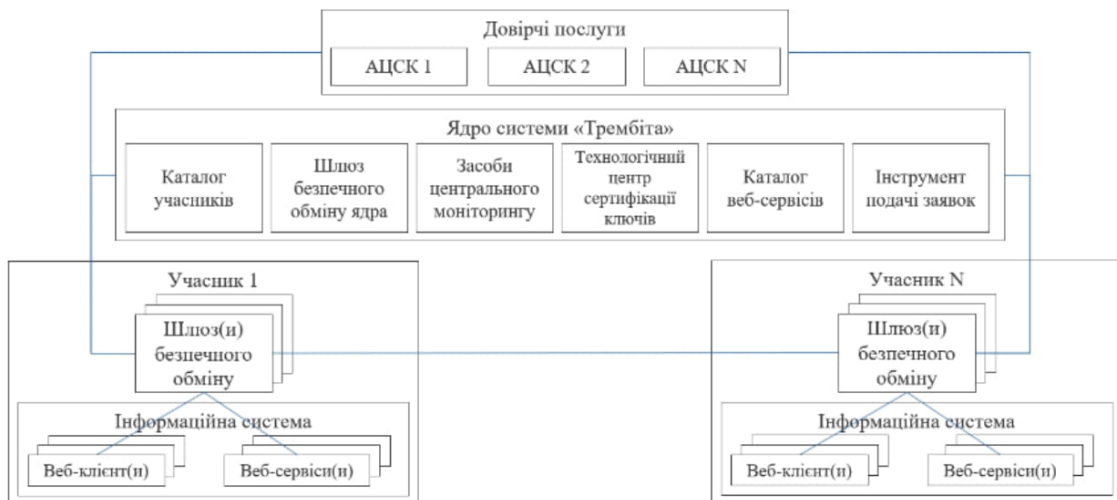 Довірчі послуги
АЦСК 1
АЦСК 2
АЦСК N
Ядро системи «Трембіта»
Каталог
учасників
Шлюз
безпечного
обміну ядра
Засоби
центрального
моніторингу
Технологічний
центр
сертифікації
ключів
Каталог
веб-сервісів
Інструмент
подачі заявок
Учасник 1
Шлюз(и)
безпечного
обміну
Інформаційна система
Веб-клієнт(и)
Веб-сервіси(и)
Учасник N
Шлюз(и)
безпечного
обміну
Інформаційна система
Веб-клієнт(и)
Веб-сервіси(и)